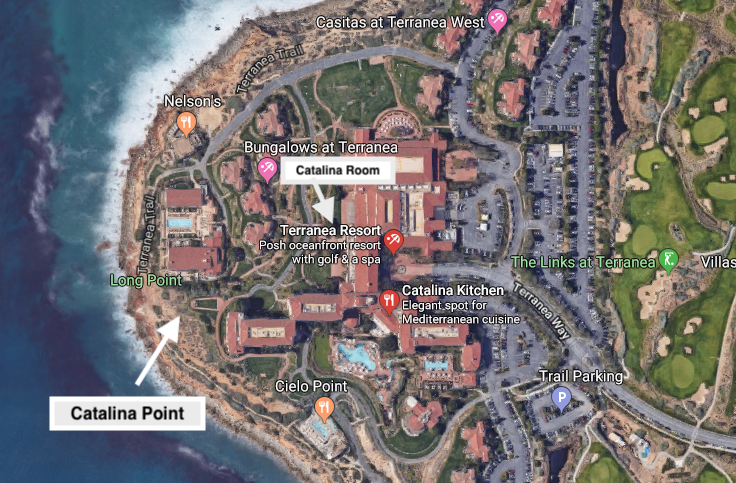 Casitas at Terranea West
Terranea Trail
Nelson's
Bungalows at Terranea
Catalina Room
Terranea Trail
Terranea Resort
Posh oceanfront resort
with golf & a spa
The Links at Terranea
Villas
Long Point
Catalina Kitchen
Elegant spot for
Mediterranean cuisine
Terranea Way
Catalina Point
Cielo Point
Trail Parking
P